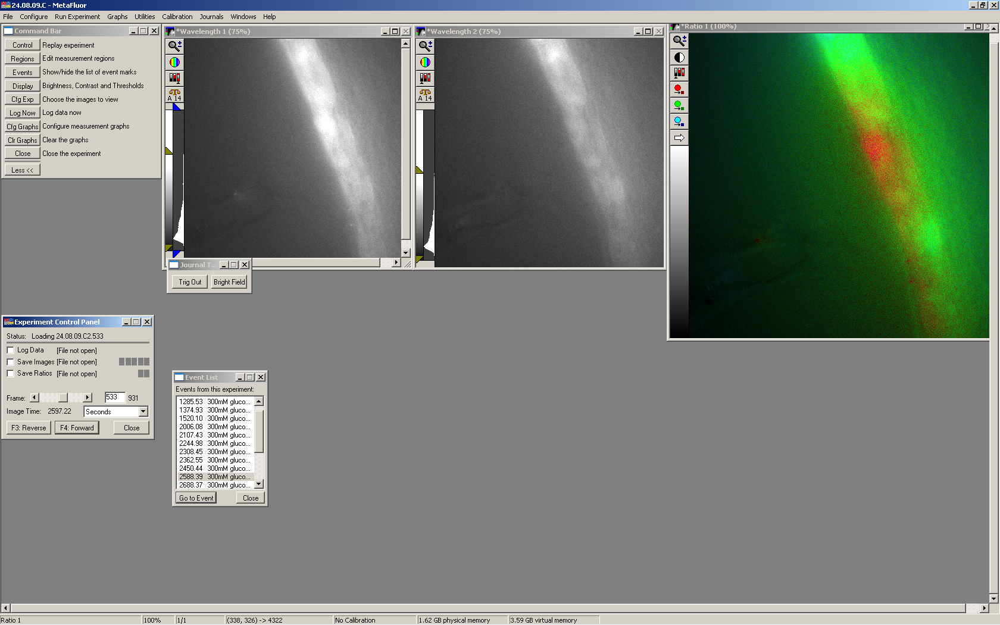 24.08.09.C - MetaFluor
File Configure Run Experiment Graphs Utilities Calibration Journals Windows Help
Command Bar
Control Replay experiment
Regions Edit measurement regions
Events Show/hide the list of event marks
Display Brightness, Contrast and Thresholds
Cfg Exp Choose the images to view
Log Now Log data now
Cfg Graphs Configure measurement graphs
Clr Graphs Clear the graphs
Close Close the experiment
Less <<
*Wavelength 1 (75%)
A 14
*Wavelength 2 (75%)
A 14
*Ratio 1 (100%)
Journal T...
Trig Out Bright Field
Experiment Control Panel
Status: Loading 24.08.09.C2.533
Log Data [File not open]
Save Images [File not open]
Save Ratios [File not open]
Frame: 533 931
Image Time: 2597.22 Seconds
F3: Reverse F4: Forward Close
Event List
Events from this experiment:
1285.53 300mM gluco...
1374.93 300mM gluco...
1520.10 300mM gluco...
2006.08 300mM gluco...
2107.43 300mM gluco...
2244.98 300mM gluco...
2308.45 300mM gluco...
2362.55 300mM gluco...
2450.44 300mM gluco...
2588.39 300mM gluco...
2688.37 300mM gluco...
Go to Event Close
Ratio 1 100% 1/1 (338, 326) -> 4322 No Calibration 1.62 GB physical memory 3.59 GB virtual memory